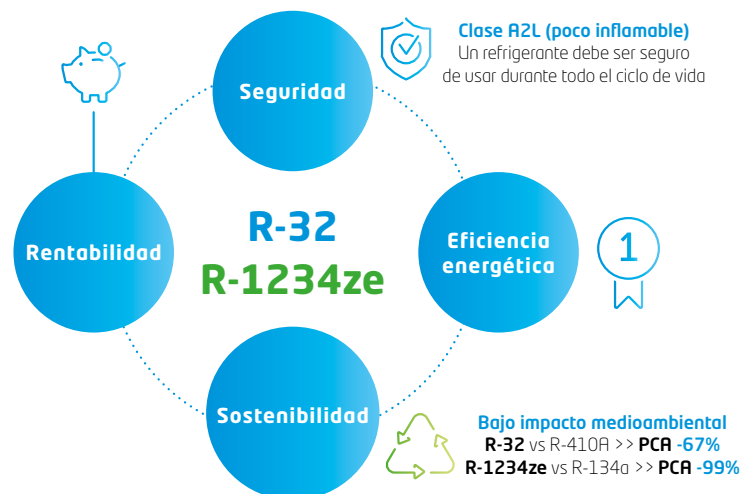 Clase A2L (poco inflamable)
Un refrigerante debe ser seguro
de usar durante todo el ciclo de vida
Seguridad
Rentabilidad
R-32
R-1234ze
Eficiencia
energética
1
Sostenibilidad
Bajo impacto medioambiental
R-32 vs R-410A >> PCA -67%
R-1234ze vs R-134a >> PCA -99%